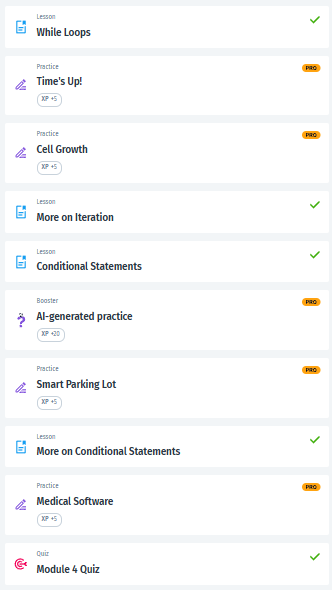 Lesson
While Loops
Practice
PRO
Time's Up!
XP +5
Practice
PRO
Cell Growth
XP +5
Lesson
More on Iteration
Lesson
Conditional Statements
Booster
PRO
AI-generated practice
XP +20
Practice
PRO
Smart Parking Lot
XP +5
Lesson
More on Conditional Statements
Practice
PRO
Medical Software
XP +5
Quiz
Module 4 Quiz